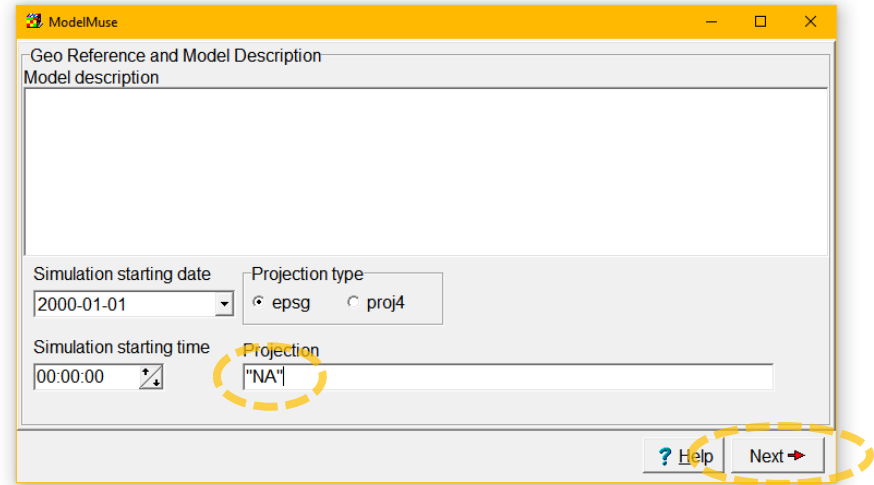 ModelMuse
Geo Reference and Model Description
Model description
Simulation starting date
Projection type
2000-01-01
epsg
proj4
Simulation starting time
Projection
00:00:00
"NA"
? Help
Next